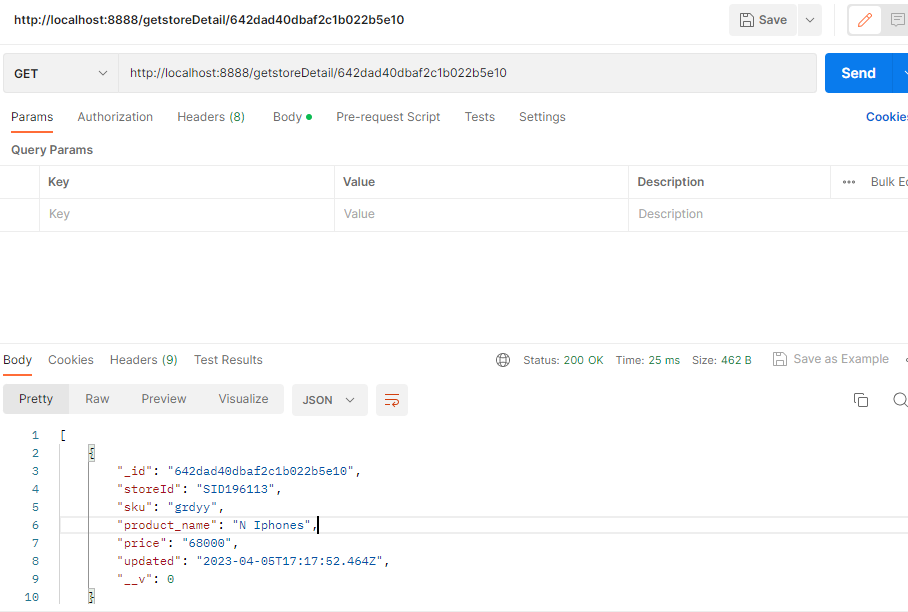 http://localhost:8888/getstoreDetail/642dad40dbaf2c1b022b5e10 Save
GET http://localhost:8888/getstoreDetail/642dad40dbaf2c1b022b5e10 Send
Params Authorization Headers (8) Body Pre-request Script Tests Settings Cookies
Query Params
Key Value Description Bulk Ed
Key Value Description
Body Cookies Headers (9) Test Results Status: 200 OK Time: 25 ms Size: 462 B Save as Example
Pretty Raw Preview Visualize JSON
1 [
2 {
3 "_id": "642dad40dbaf2c1b022b5e10",
4 "storeId": "SID196113",
5 "sku": "grdyy",
6 "product_name": "N Iphones",
7 "price": "68000",
8 "updated": "2023-04-05T17:17:52.464Z",
9 "__v": 0
10 }